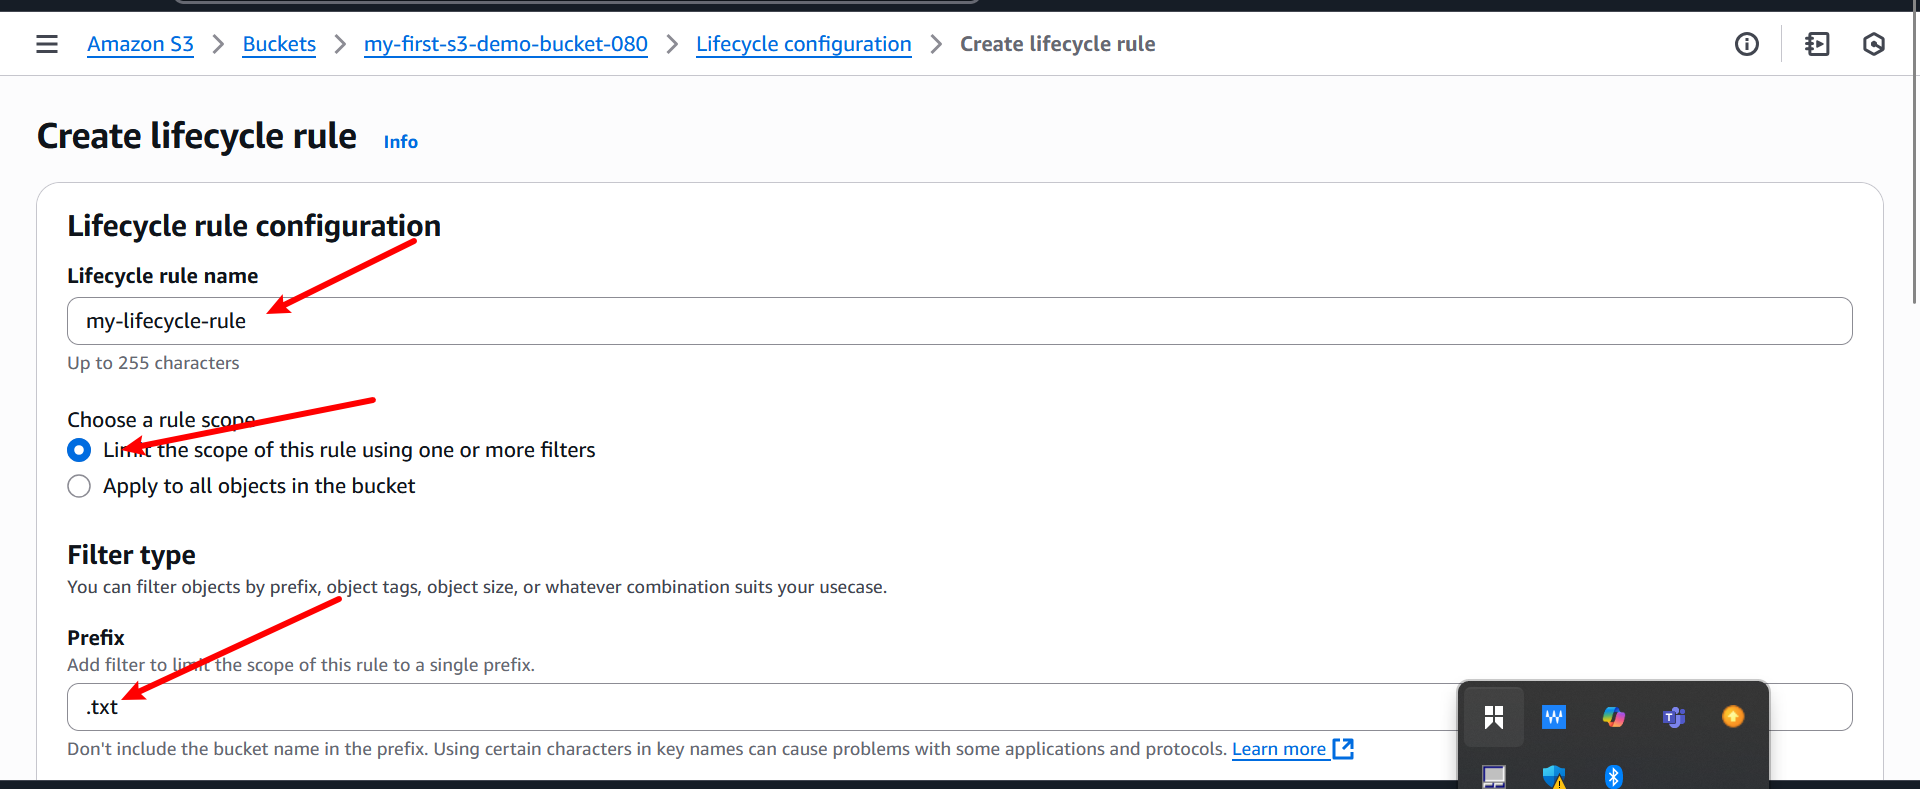 Amazon S3 > Buckets > my-first-s3-demo-bucket-080 > Lifecycle configuration > Create lifecycle rule
Create lifecycle rule Info
Lifecycle rule configuration
Lifecycle rule name
my-lifecycle-rule
Up to 255 characters
Choose a rule scope
Limit the scope of this rule using one or more filters
Apply to all objects in the bucket
Filter type
You can filter objects by prefix, object tags, object size, or whatever combination suits your usecase.
Prefix
Add filter to limit the scope of this rule to a single prefix.
.txt
Don't include the bucket name in the prefix. Using certain characters in key names can cause problems with some applications and protocols. Learn more